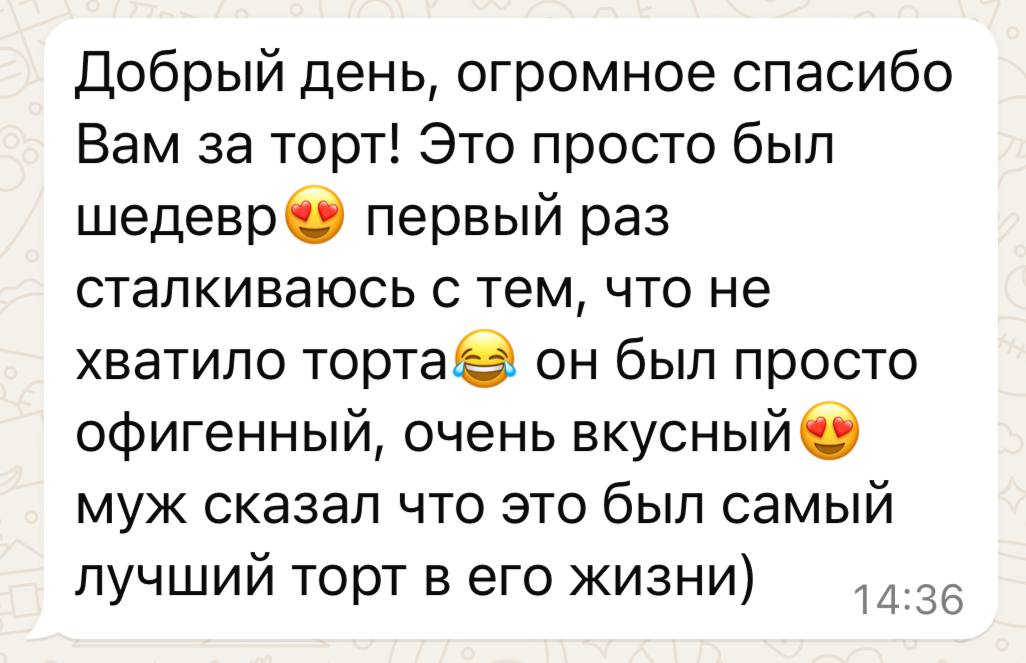 Добрый день, огромное спасибо
Вам за торт! Это просто был
шедевр😍 первый раз
сталкиваюсь с тем, что не
хватило торта😂 он был просто
офигенный, очень вкусный😍
муж сказал что это был самый
лучший торт в его жизни)
14:36